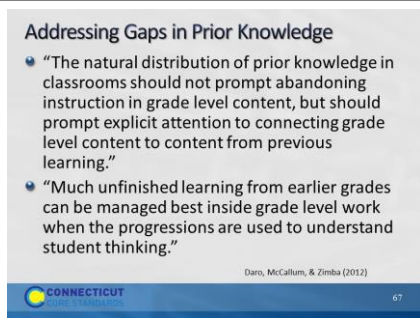 Addressing Gaps in Prior Knowledge
“The natural distribution of prior knowledge in
classrooms should not prompt abandoning
instruction in grade level content, but should
prompt explicit attention to connecting grade
level content to content from previous
learning.”
“Much unfinished learning from earlier grades
can be managed best inside grade level work
when the progressions are used to understand
student thinking.”
Daro, McCallum, & Zimba (2012)
CONNECTICUT
CORE STANDARDS
67